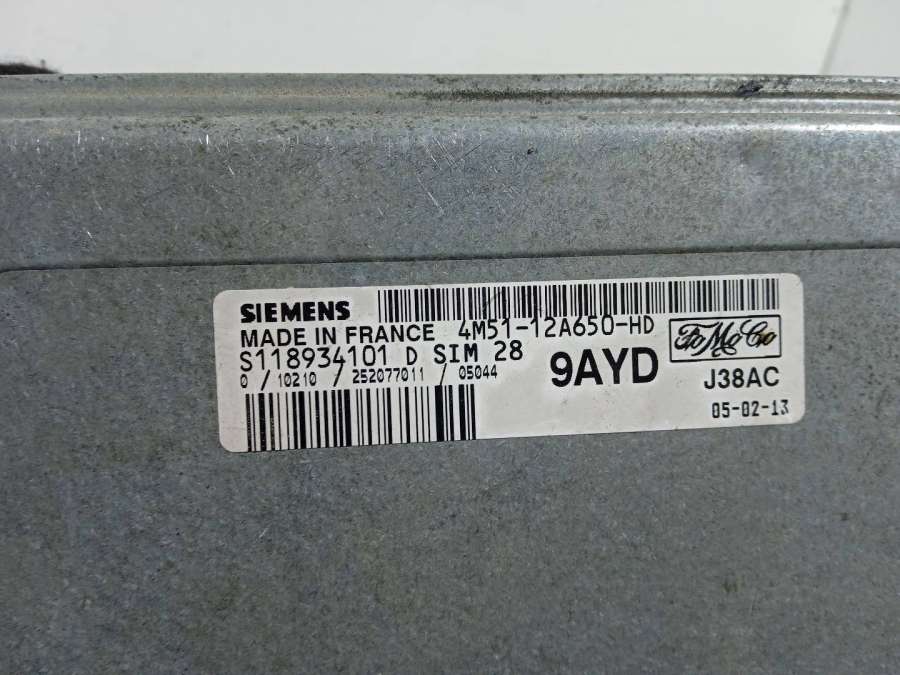 SIEMENS
MADE IN FRANCE 4M51-12A650-HD
S118934101 D SIM 28
0 / 10210 / 252077011 / 05044
9AYD
FoMoCo
J38AC
05-02-13